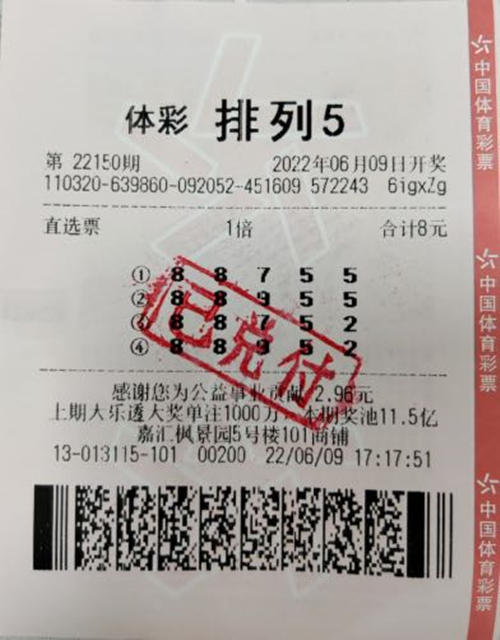 体彩 排列5
第 22150期 2022年06月09日开奖
110320-639860-092052-451609 572243 6igxZg
直选票 1倍 合计8元
① 8 8 7 5 5
② 8 8 9 5 5
③ 8 8 7 5 2
④ 8 8 9 5 2
已兑付
感谢您为公益事业贡献 2.96元
上期大乐透大奖单注1000万 本期奖池11.5亿
嘉汇枫景园5号楼101商铺
13-013115-101 00200 22/06/09 17:17:51
中国体育彩票
中国体育彩票
中国体育彩票